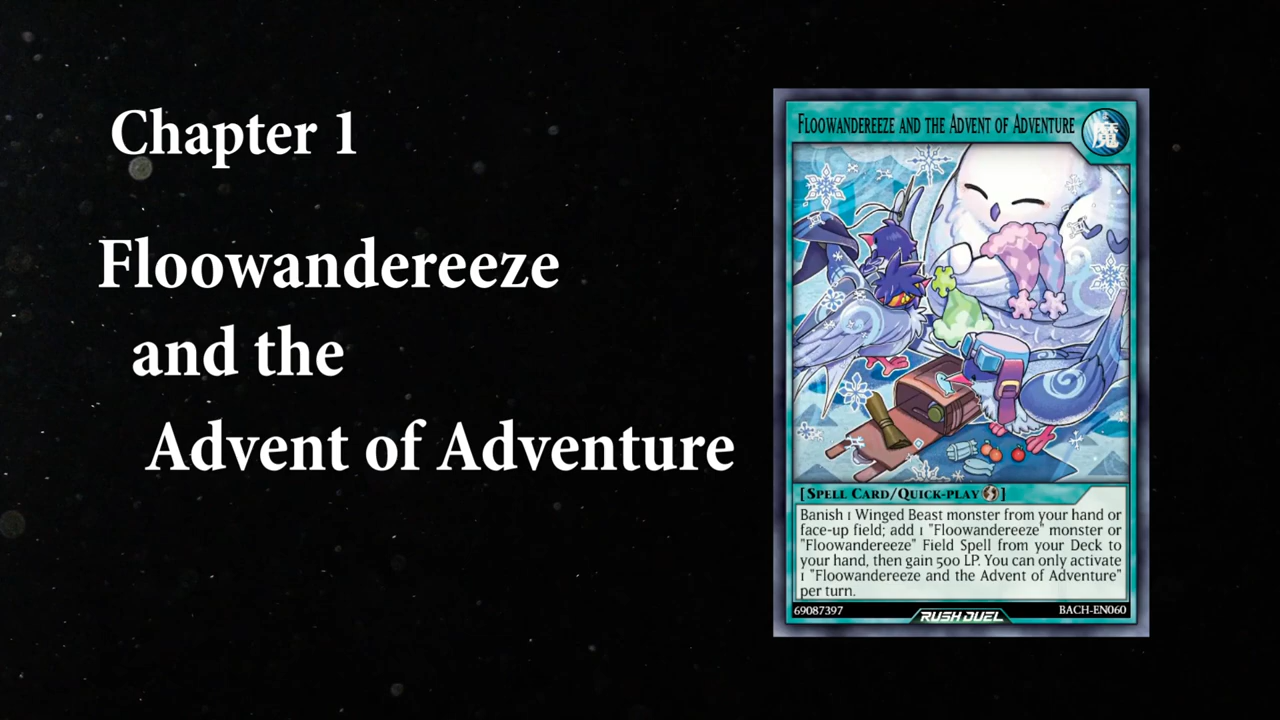 Chapter 1
Floowandereeze
and the
Advent of Adventure
FLOOWANDEREEZE AND THE ADVENT OF ADVENTURE
魔
[SPELL CARD/QUICK-PLAY]
Banish 1 Winged Beast monster from your hand or
face-up field; add 1 "Floowandereeze" monster or
"Floowandereeze" Field Spell from your Deck to
your hand, then gain 500 LP. You can only activate
1 "Floowandereeze and the Advent of Adventure"
per turn.
69087397
RUSH DUEL
BACH-EN060